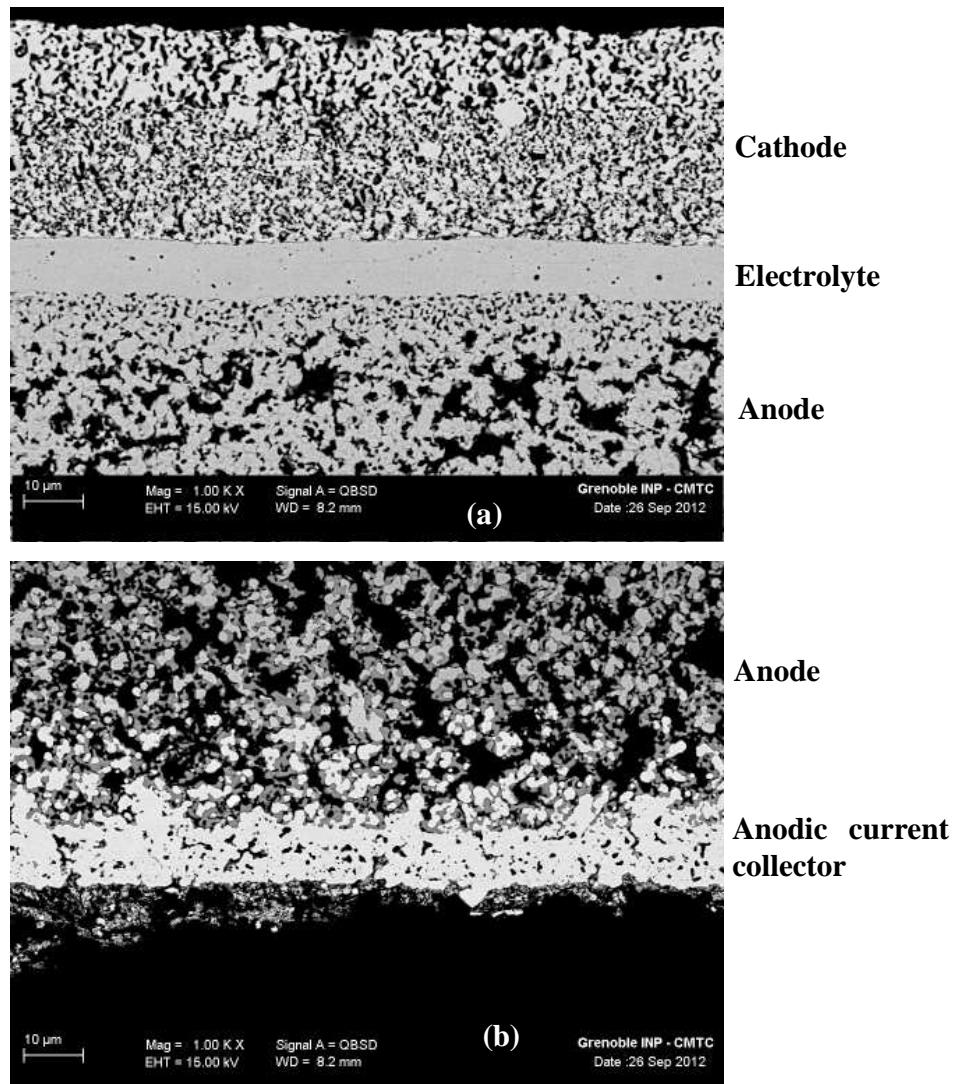 Cathode
Electrolyte
Anode
10 µm
Mag = 1.00 K X Signal A = QBSD Grenoble INP - CMTC
EHT = 15.00 kV WD = 8.2 mm Date :26 Sep 2012
(a)
Anode
Anodic current
collector
10 µm
Mag = 1.00 K X Signal A = QBSD Grenoble INP - CMTC
EHT = 15.00 kV WD = 8.2 mm Date :26 Sep 2012
(b)